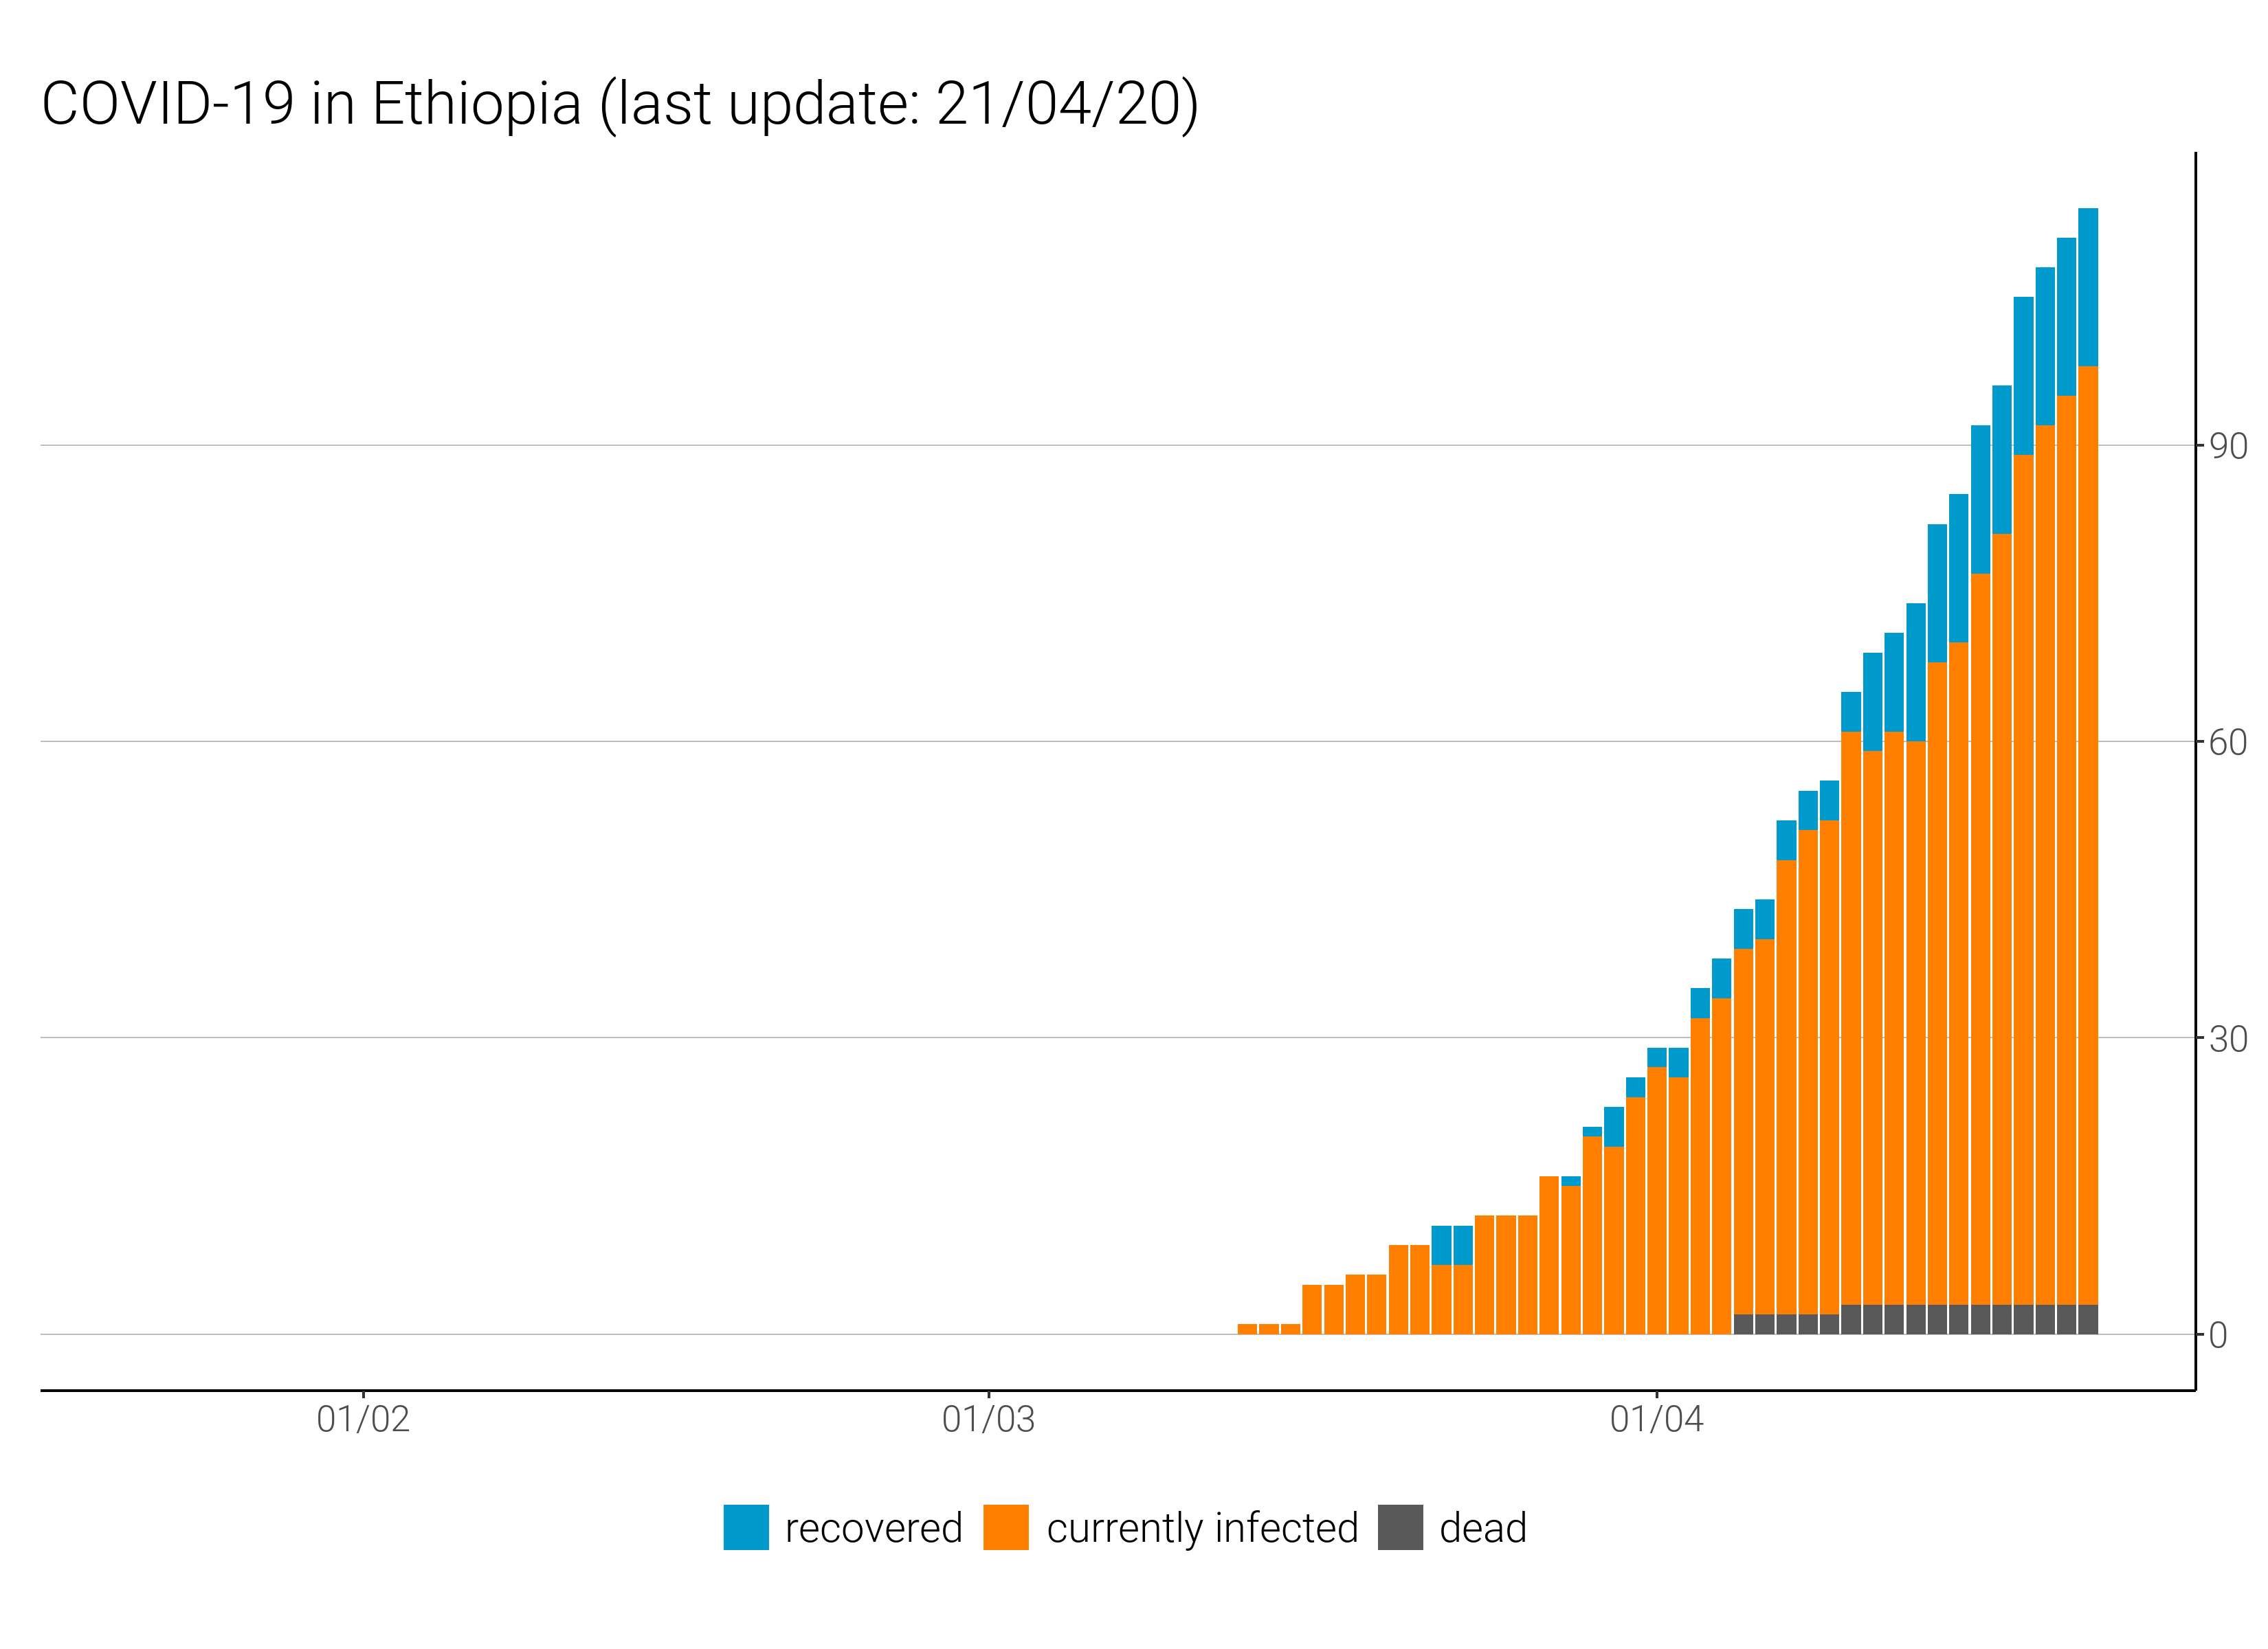 COVID-19 in Ethiopia (last update: 21/04/20)
90
60
30
0
01/02 01/03 01/04
recovered currently infected dead